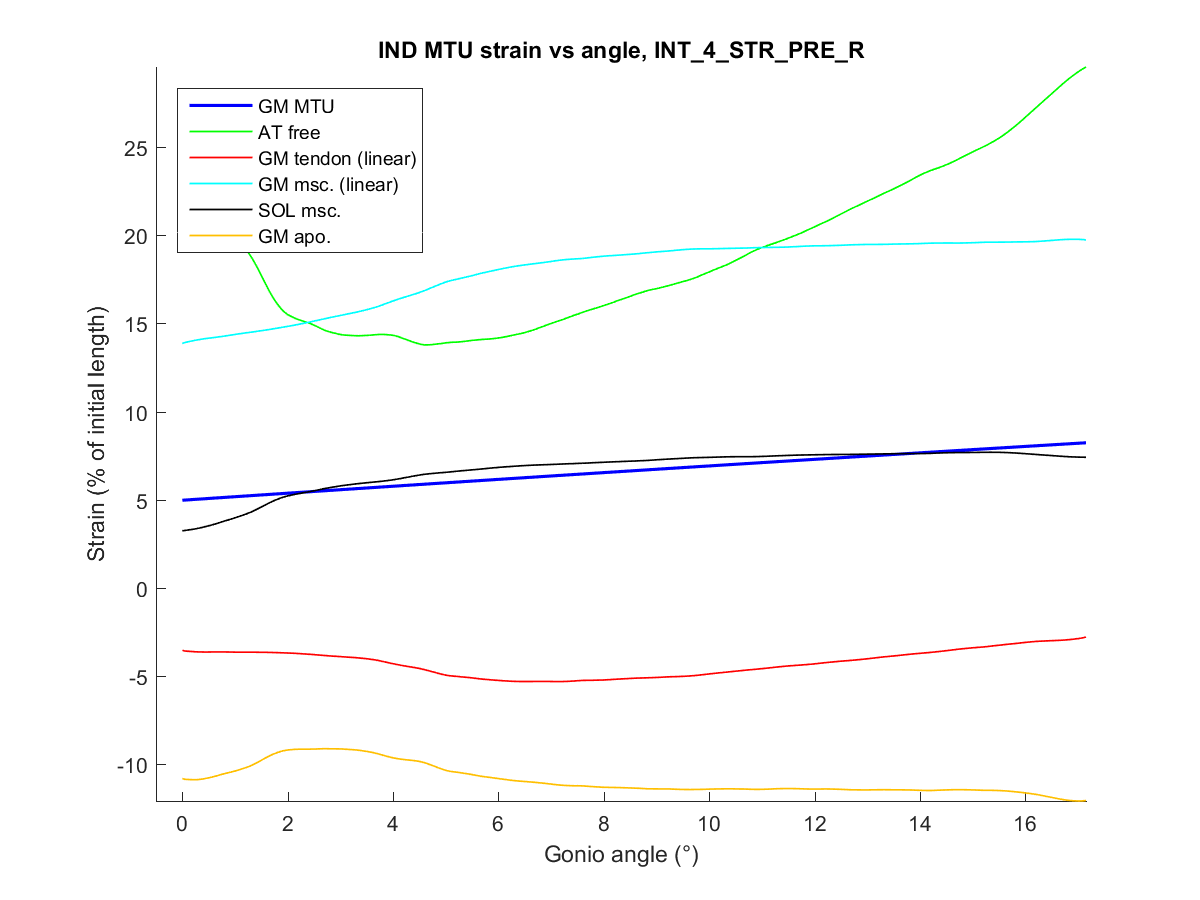 IND MTU strain vs angle, INT_4_STR_PRE_R
GM MTU
AT free
GM tendon (linear)
GM msc. (linear)
SOL msc.
GM apo.
25
20
15
10
5
0
-5
-10
Strain (% of initial length)
0 2 4 6 8 10 12 14 16
Gonio angle (°)